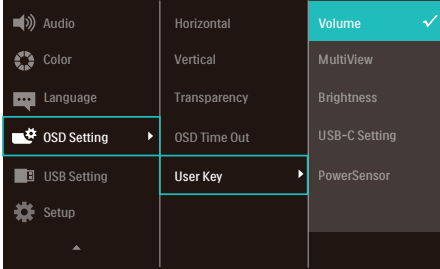 Audio
Color
Language
OSD Setting
USB Setting
Setup
Horizontal
Vertical
Transparency
OSD Time Out
User Key
Volume
MultiView
Brightness
USB-C Setting
PowerSensor